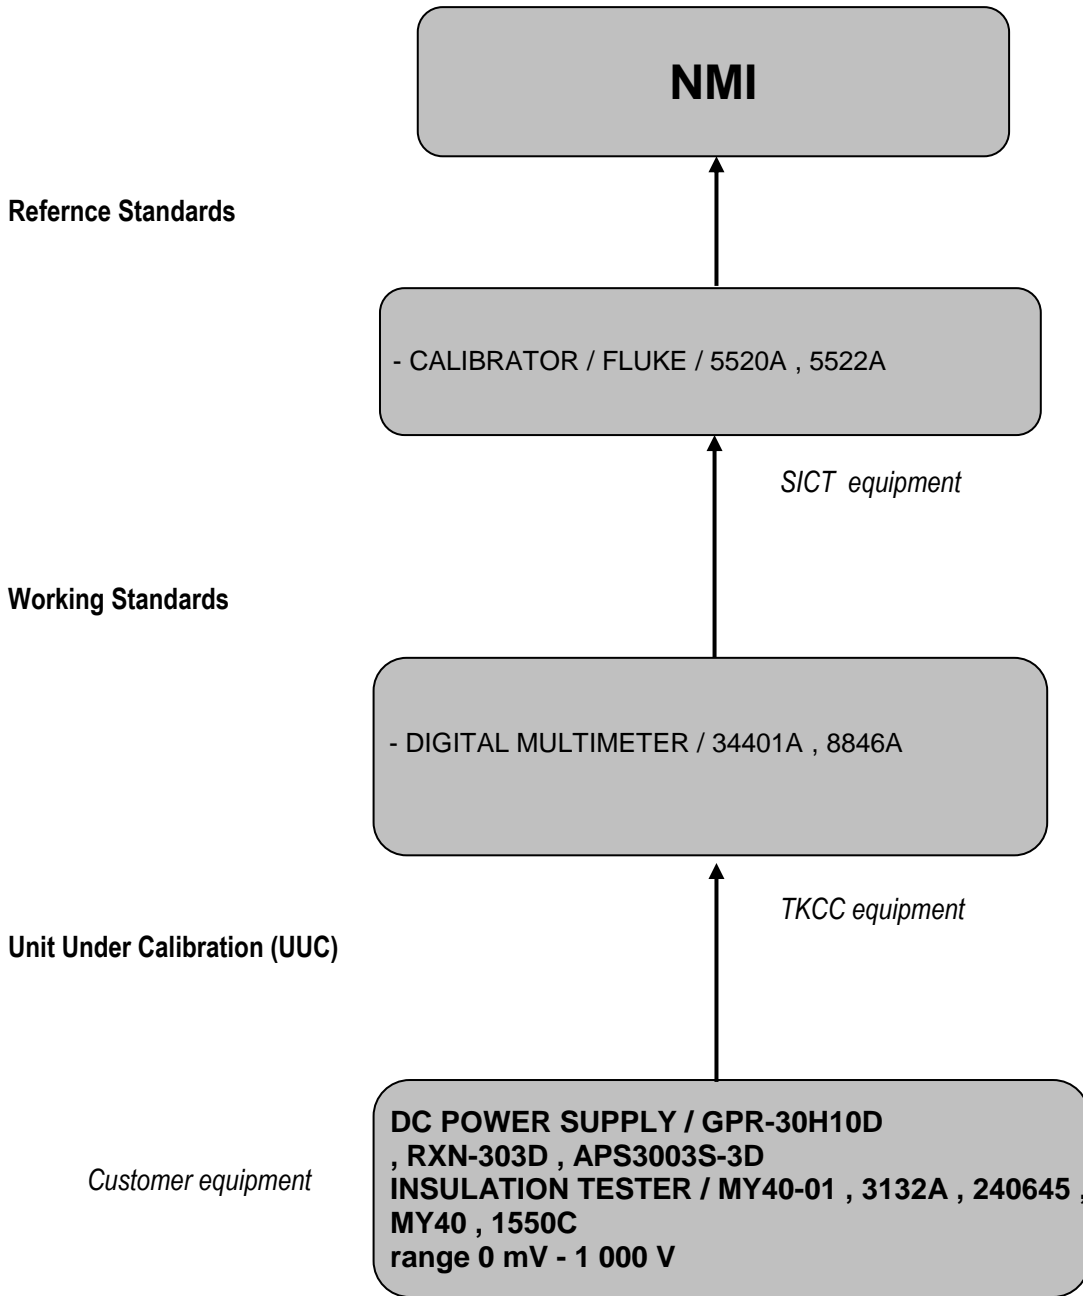 NMI
Refernce Standards
- CALIBRATOR / FLUKE / 5520A , 5522A
SICT  equipment
Working Standards
- DIGITAL MULTIMETER / 34401A , 8846A
TKCC equipment
Unit Under Calibration (UUC)
DC POWER SUPPLY / GPR-30H10D
, RXN-303D , APS3003S-3D
INSULATION TESTER / MY40-01 , 3132A , 240645 ,
MY40 , 1550C
range 0 mV - 1 000 V
Customer equipment